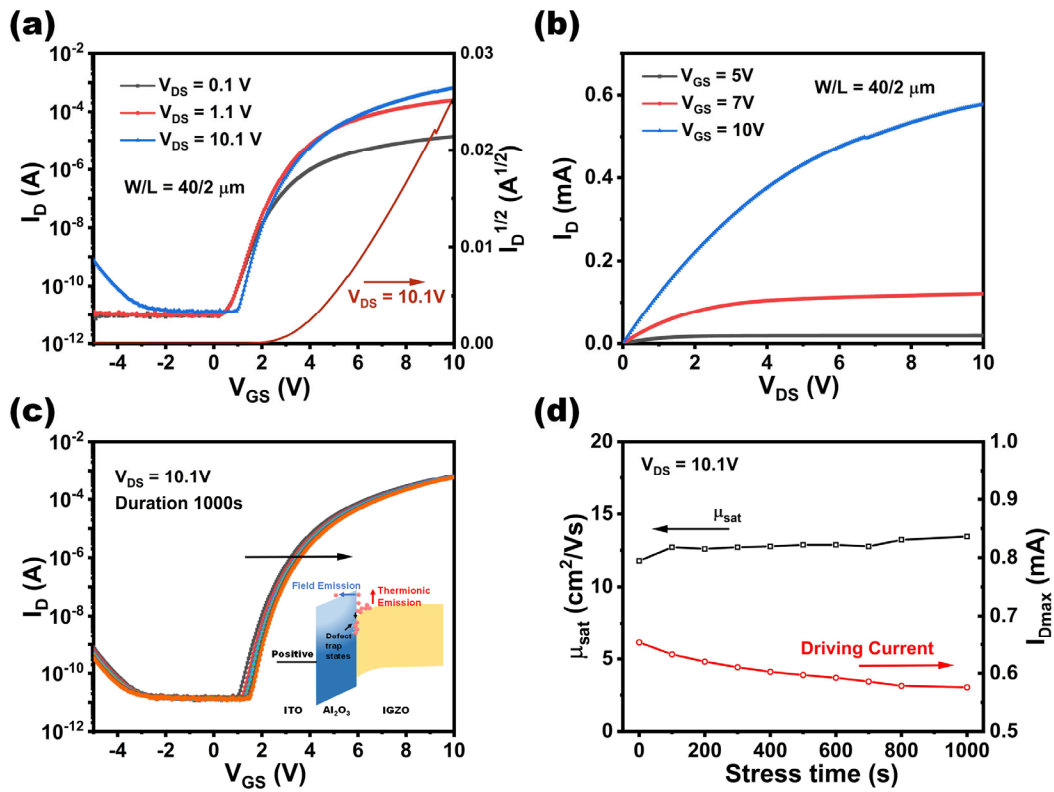 (a)
10⁻²
10⁻⁴
10⁻⁶
10⁻⁸
10⁻¹⁰
10⁻¹²
I_D (A)
V_DS = 0.1 V
V_DS = 1.1 V
V_DS = 10.1 V
W/L = 40/2 μm
V_DS = 10.1V
0.03
0.02
0.01
0.00
I_D^1/2 (A^1/2)
-4 -2 0 2 4 6 8 10
V_GS (V)
(b)
0.6
0.4
0.2
0.0
I_D (mA)
V_GS = 5V
V_GS = 7V
V_GS = 10V
W/L = 40/2 μm
0 2 4 6 8 10
V_DS (V)
(c)
10⁻²
10⁻⁴
10⁻⁶
10⁻⁸
10⁻¹⁰
10⁻¹²
I_D (A)
V_DS = 10.1V
Duration 1000s
Field Emission
Thermionic
Emission
Defect
trap
states
Positive
ITO Al₂O₃ IGZO
-4 -2 0 2 4 6 8 10
V_GS (V)
(d)
20
15
10
5
0
μ_sat (cm²/Vs)
V_DS = 10.1V
μ_sat
Driving Current
1.0
0.9
0.8
0.7
0.6
0.5
I_Dmax (mA)
0 200 400 600 800 1000
Stress time (s)